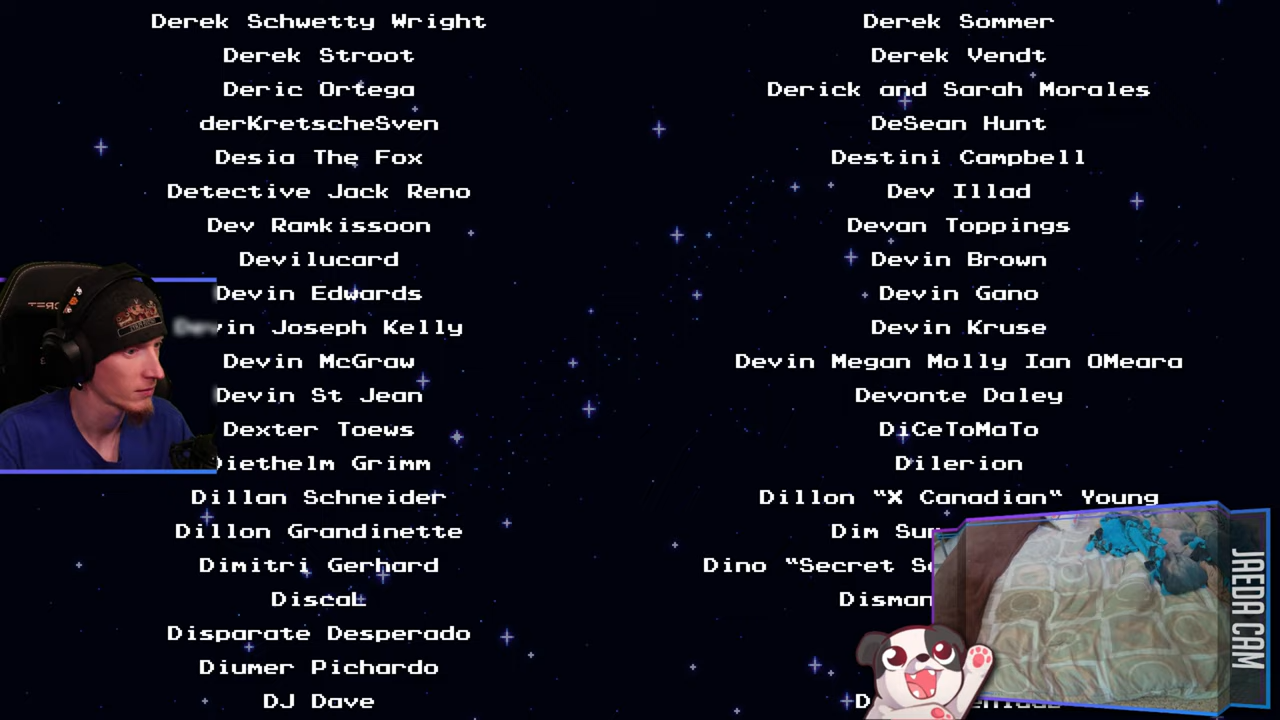 Derek Schwetty Wright
Derek Sommer
Derek Stroot
Derek Vendt
Deric Ortega
Derick and Sarah Morales
derKretscheSven
DeSean Hunt
Desia The Fox
Destini Campbell
Detective Jack Reno
Dev Illad
Dev Ramkissoon
Devan Toppings
Devilucard
Devin Brown
Devin Edwards
Devin Gano
Devin Joseph Kelly
Devin Kruse
Devin McGraw
Devin Megan Molly Ian OMeara
Devin St Jean
Devonte Daley
Dexter Toews
DiCeToMaTo
Diethelm Grimm
Dilerion
Dillan Schneider
Dillon "X Canadian" Young
Dillon Grandinette
Dim
Dimitri Gerhard
Dino "Secret
DiscaL
Disparate Desperado
Diumer Pichardo
DJ Dave
JAEDA CAM